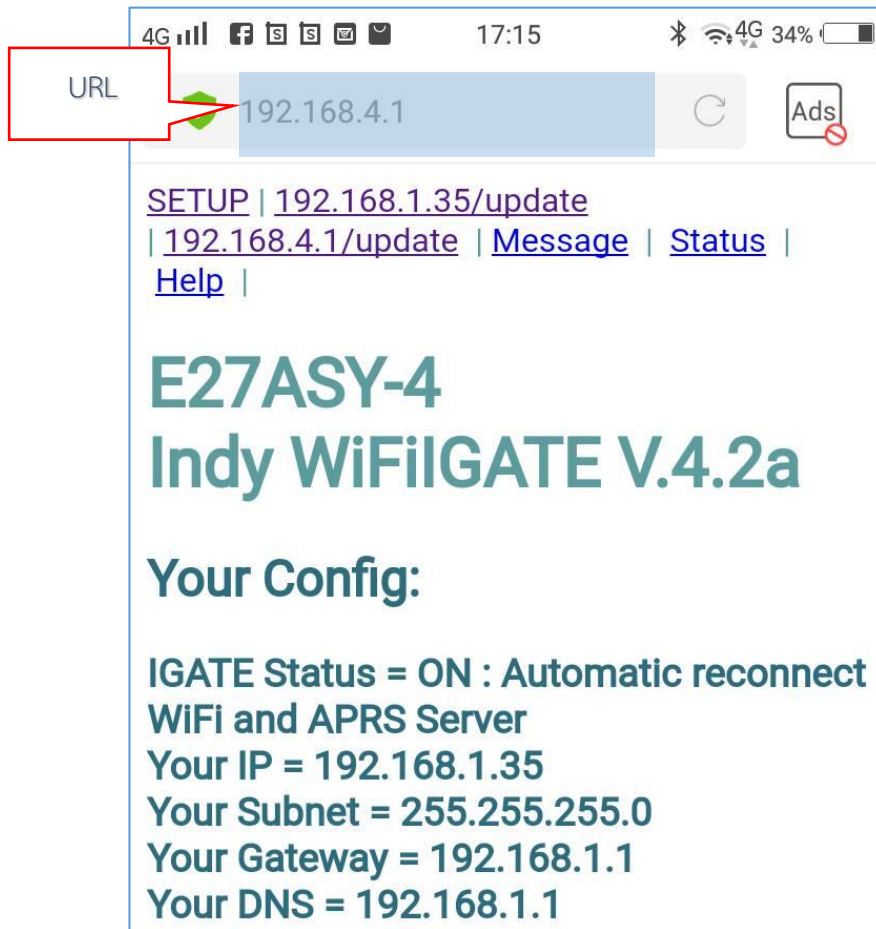 4G 17:15 4G 34%
URL
192.168.4.1
Ads
SETUP | 192.168.1.35/update
| 192.168.4.1/update | Message | Status |
Help |
E27ASY-4
Indy WiFiIGATE V.4.2a
Your Config:
IGATE Status = ON : Automatic reconnect
WiFi and APRS Server
Your IP = 192.168.1.35
Your Subnet = 255.255.255.0
Your Gateway = 192.168.1.1
Your DNS = 192.168.1.1